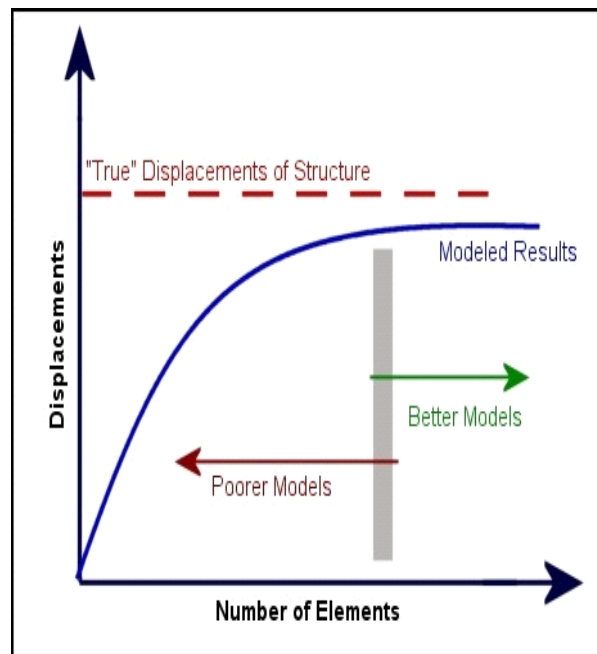 "True" Displacements of Structure
Modeled Results
Displacements
Better Models
Poorer Models
Number of Elements